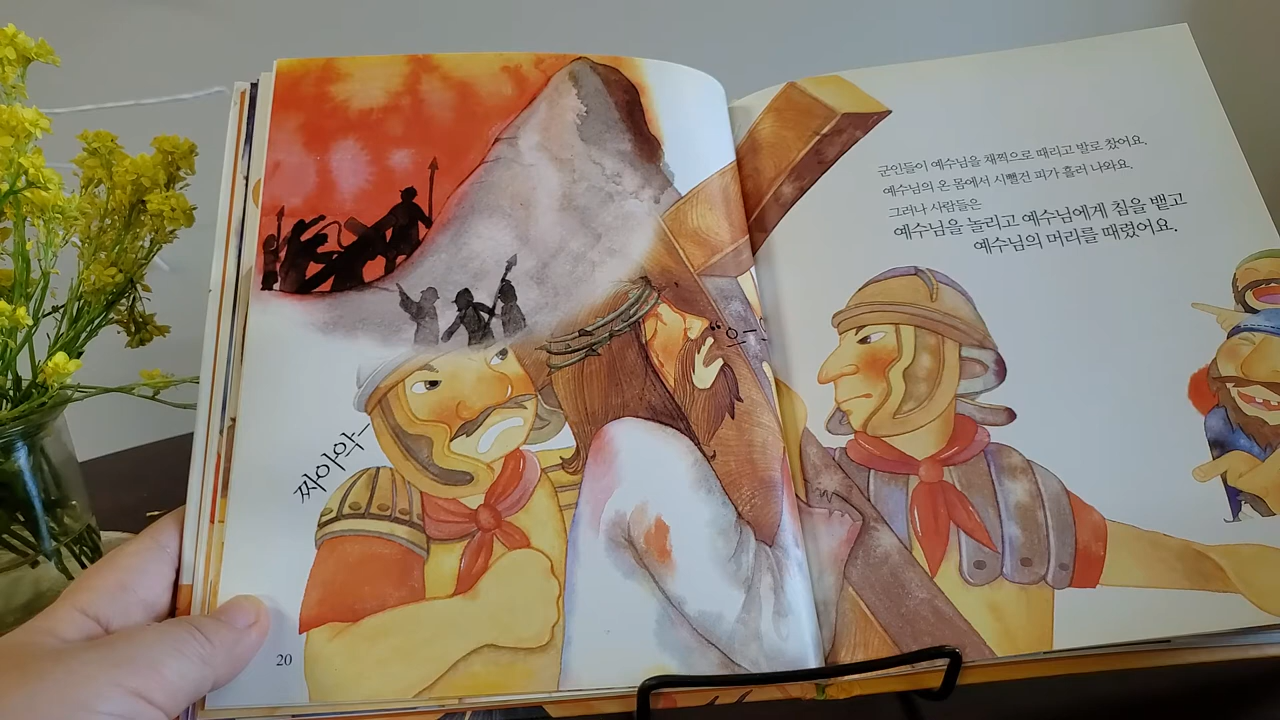 짜이악-
20
“으ㅡ..
군인들이 예수님을 채찍으로 때리고 발로 찼어요.
예수님의 온 몸에서 시뻘건 피가 흘러 나와요.
그러나 사람들은
예수님을 놀리고 예수님에게 침을 뱉고
예수님의 머리를 때렸어요.